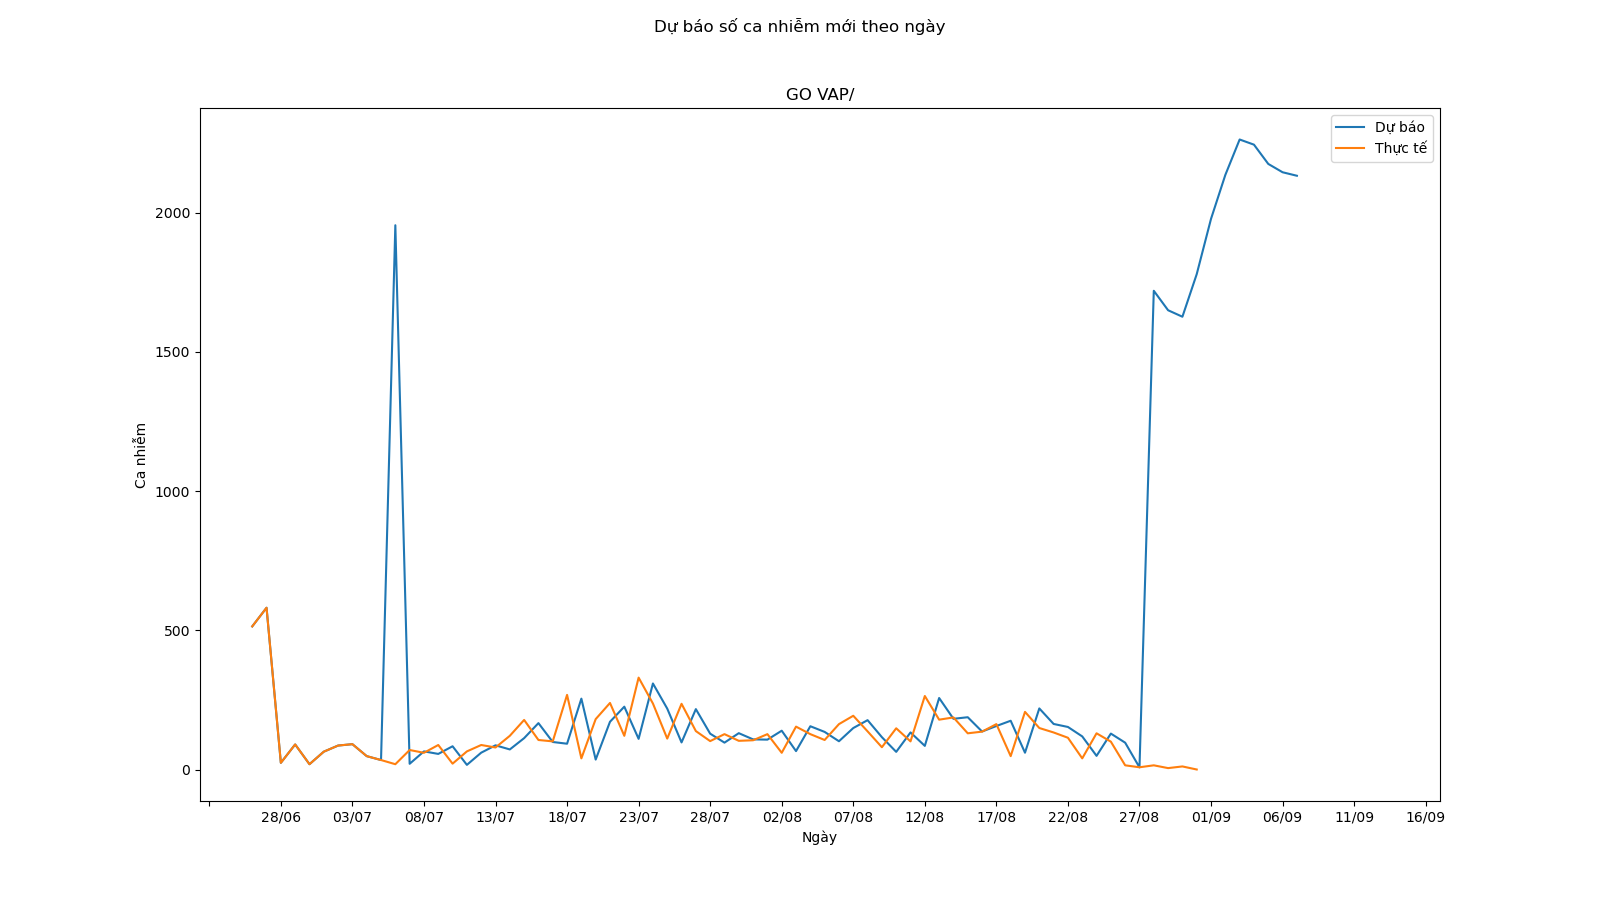 Dự báo số ca nhiễm mới theo ngày
GO VAP/
Dự báo
Thực tế
2000
1500
1000
500
0
Ca nhiễm
28/06 03/07 08/07 13/07 18/07 23/07 28/07 02/08 07/08 12/08 17/08 22/08 27/08 01/09 06/09 11/09 16/09
Ngày